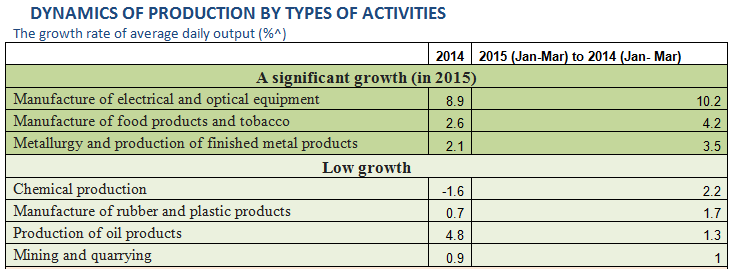 DYNAMICS OF PRODUCTION BY TYPES OF ACTIVITIES
The growth rate of average daily output (%^)
2014 2015 (Jan-Mar) to 2014 (Jan- Mar)
A significant growth (in 2015)
Manufacture of electrical and optical equipment 8.9 10.2
Manufacture of food products and tobacco 2.6 4.2
Metallurgy and production of finished metal products 2.1 3.5
Low growth
Chemical production -1.6 2.2
Manufacture of rubber and plastic products 0.7 1.7
Production of oil products 4.8 1.3
Mining and quarrying 0.9 1